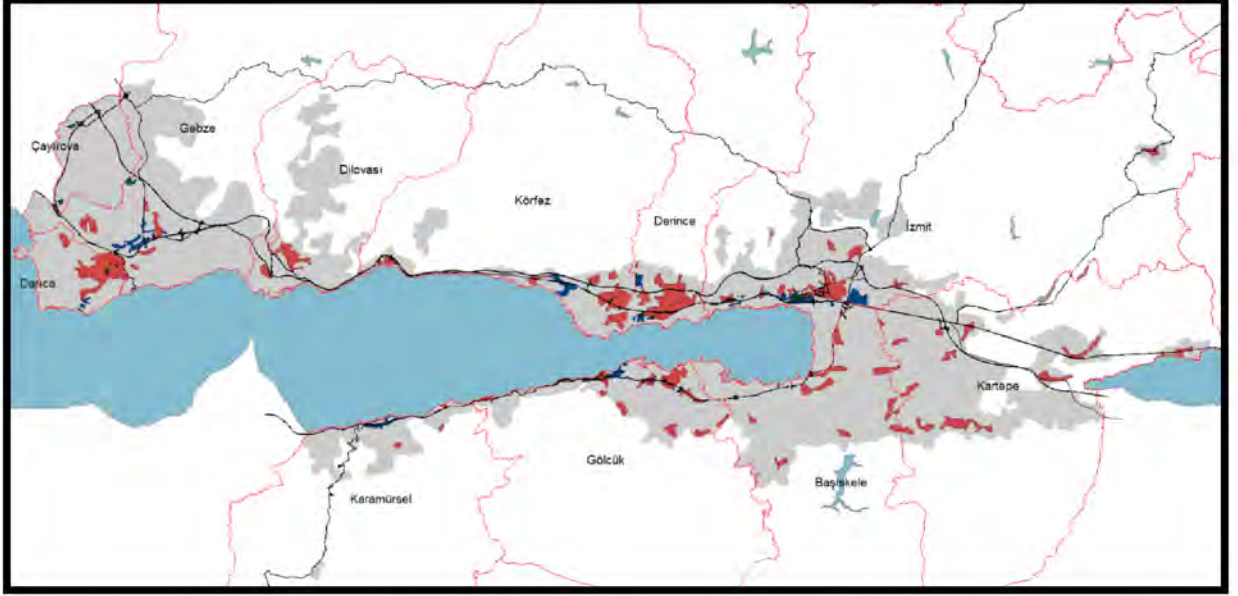 Gebze
Çayırova
Dilovası
Körfez
Derince
İzmit
Darıca
Kartepe
Gölcük
Başiskele
Karamürsel